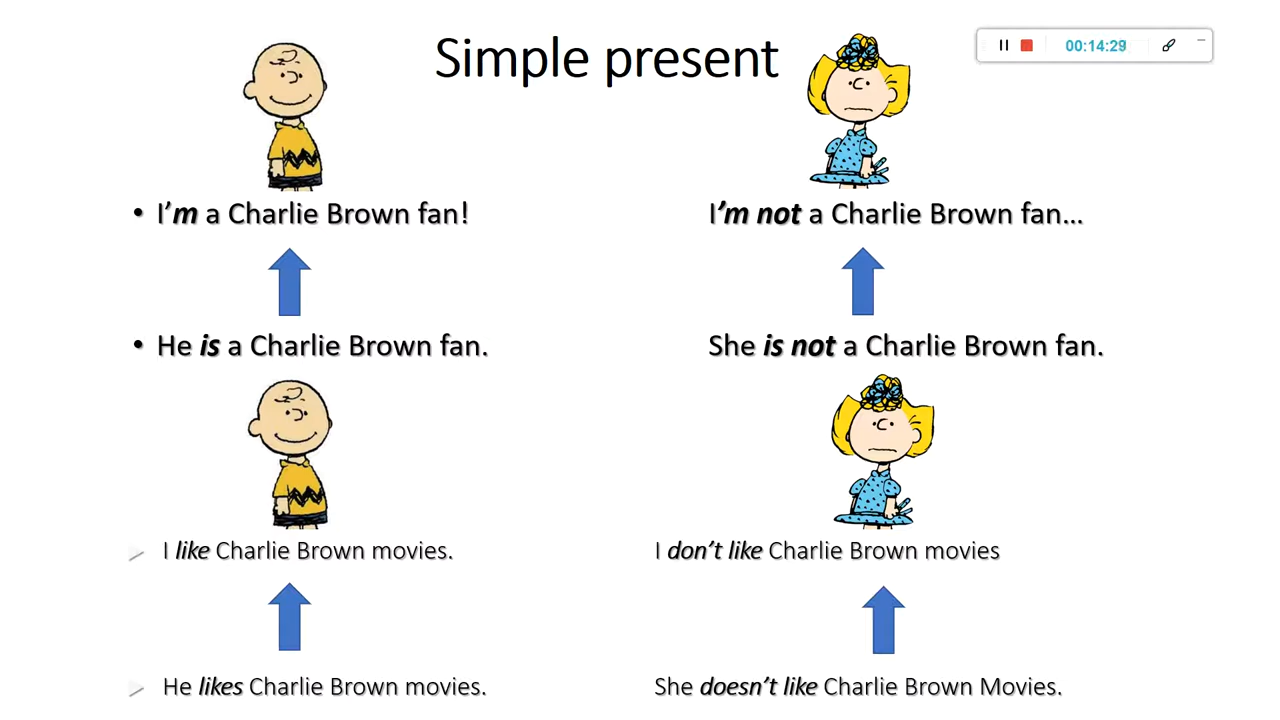 Simple present
00:14:29
• I'm a Charlie Brown fan!
I'm not a Charlie Brown fan...
• He is a Charlie Brown fan.
She is not a Charlie Brown fan.
I like Charlie Brown movies.
I don't like Charlie Brown movies
He likes Charlie Brown movies.
She doesn't like Charlie Brown Movies.